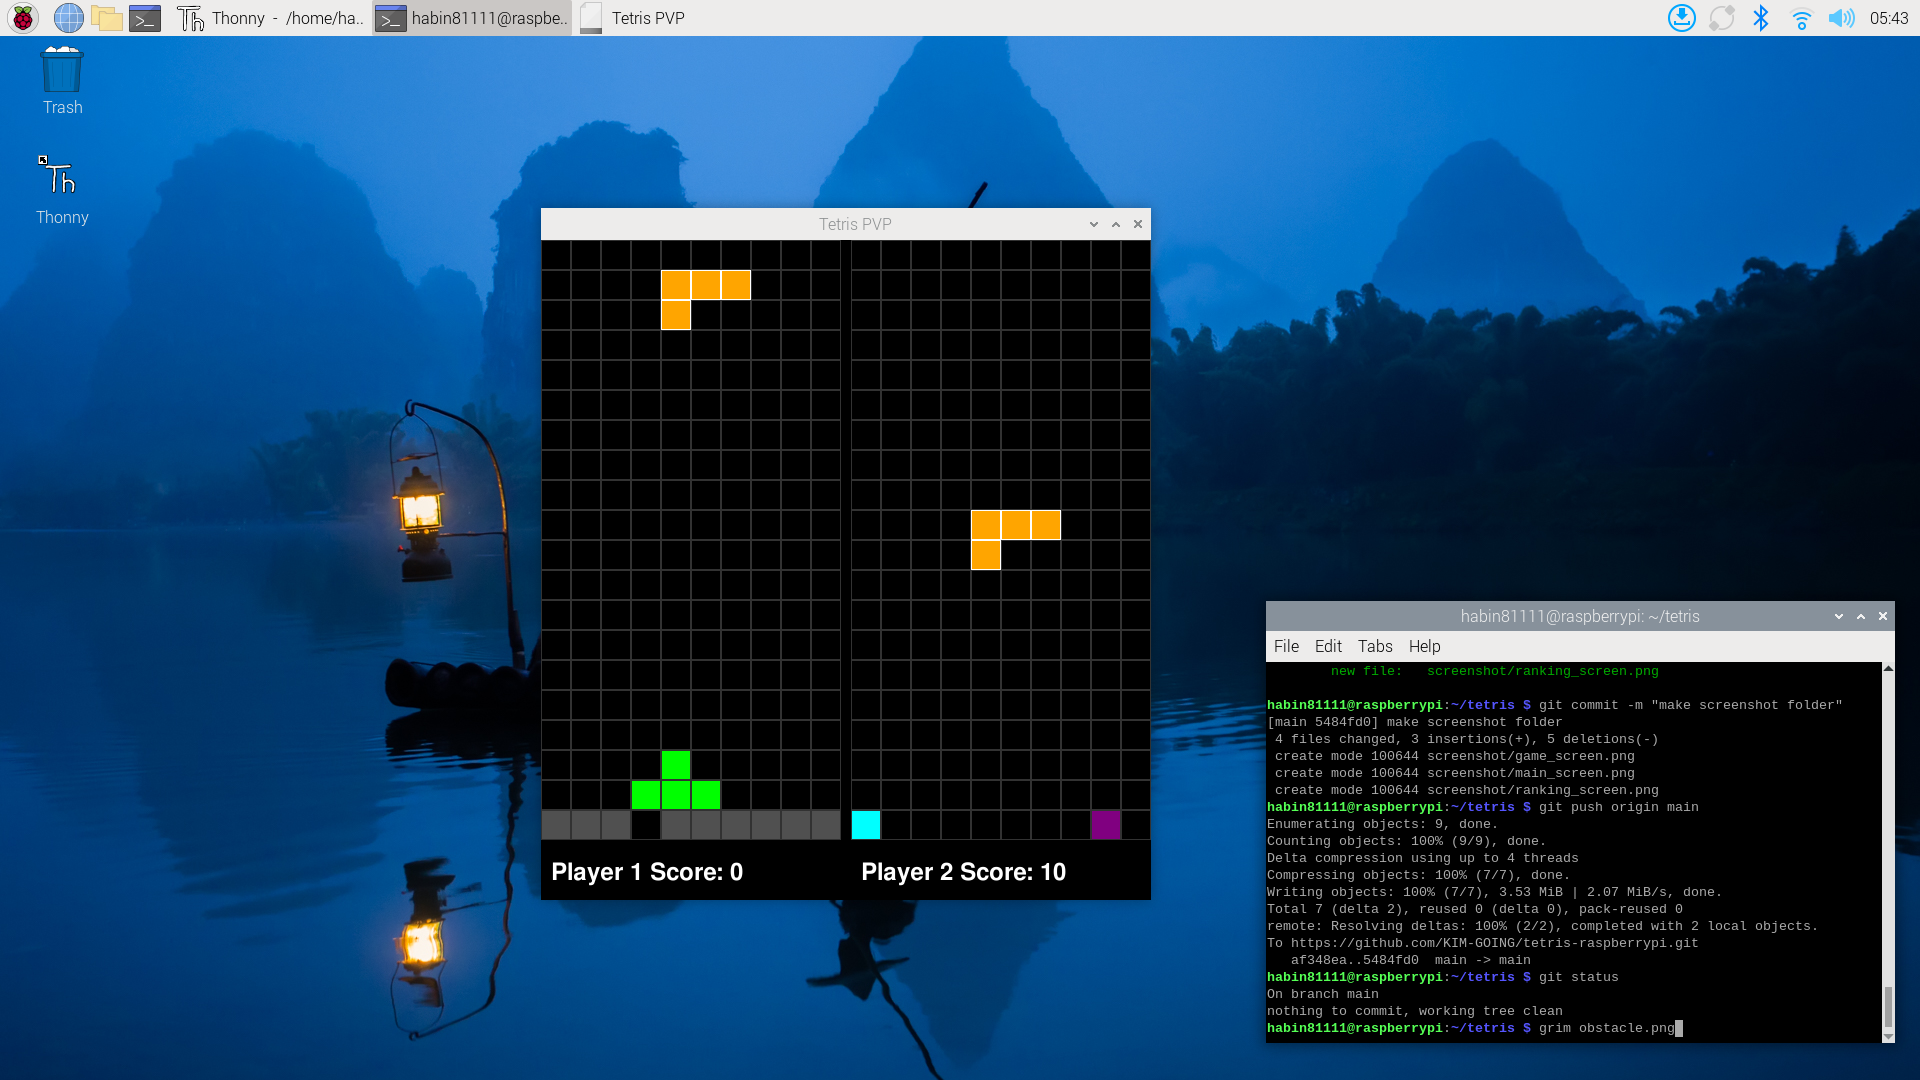 Thonny - /home/ha..
habin81111@raspbe..
Tetris PVP
05:43
Trash
Th
Thonny
Tetris PVP
Player 1 Score: 0
Player 2 Score: 10
habin81111@raspberrypi: ~/tetris
File Edit Tabs Help
new file:   screenshot/ranking_screen.png
habin81111@raspberrypi:~/tetris $ git commit -m "make screenshot folder"
[main 5484fd0] make screenshot folder
 4 files changed, 3 insertions(+), 5 deletions(-)
 create mode 100644 screenshot/game_screen.png
 create mode 100644 screenshot/main_screen.png
 create mode 100644 screenshot/ranking_screen.png
habin81111@raspberrypi:~/tetris $ git push origin main
Enumerating objects: 9, done.
Counting objects: 100% (9/9), done.
Delta compression using up to 4 threads
Compressing objects: 100% (7/7), done.
Writing objects: 100% (7/7), 3.53 MiB | 2.07 MiB/s, done.
Total 7 (delta 2), reused 0 (delta 0), pack-reused 0
remote: Resolving deltas: 100% (2/2), completed with 2 local objects.
To https://github.com/KIM-GOING/tetris-raspberrypi.git
   af348ea..5484fd0  main -> main
habin81111@raspberrypi:~/tetris $ git status
On branch main
nothing to commit, working tree clean
habin81111@raspberrypi:~/tetris $ grim obstacle.png